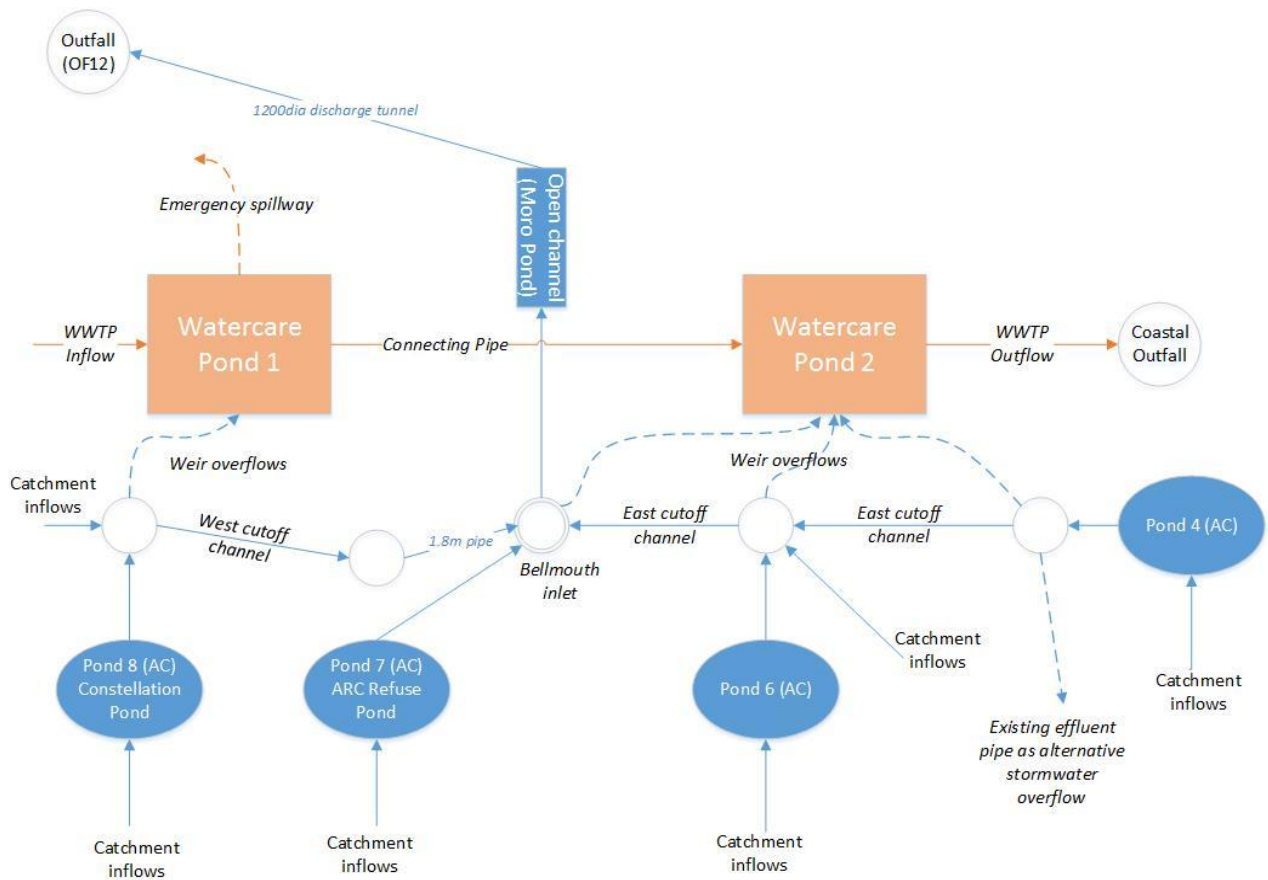 Outfall
(OF12)
1200dia discharge tunnel
Open channel
(Moro Pond)
Emergency spillway
WWTP
Inflow
Watercare
Pond 1
Connecting Pipe
Watercare
Pond 2
WWTP
Outflow
Coastal
Outfall
Weir overflows
Weir overflows
Catchment
inflows
West cutoff
channel
1.8m pipe
Bellmouth
inlet
East cutoff
channel
East cutoff
channel
Pond 4 (AC)
Pond 8 (AC)
Constellation
Pond
Pond 7 (AC)
ARC Refuse
Pond
Pond 6 (AC)
Catchment
inflows
Catchment
inflows
Existing effluent
pipe as alternative
stormwater
overflow
Catchment
inflows
Catchment
inflows
Catchment
inflows